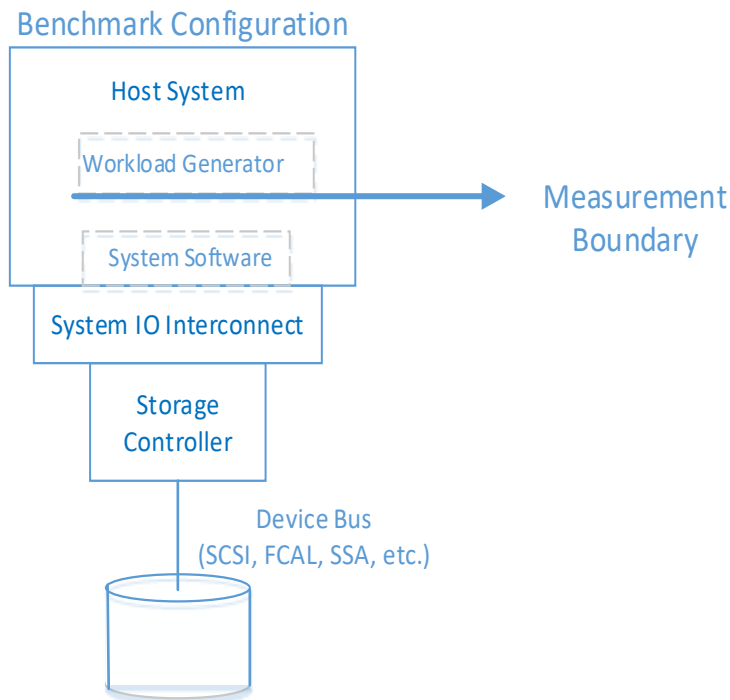 Benchmark Configuration
Host System
Workload Generator
Measurement
Boundary
System Software
System IO Interconnect
Storage
Controller
Device Bus
(SCSI, FCAL, SSA, etc.)